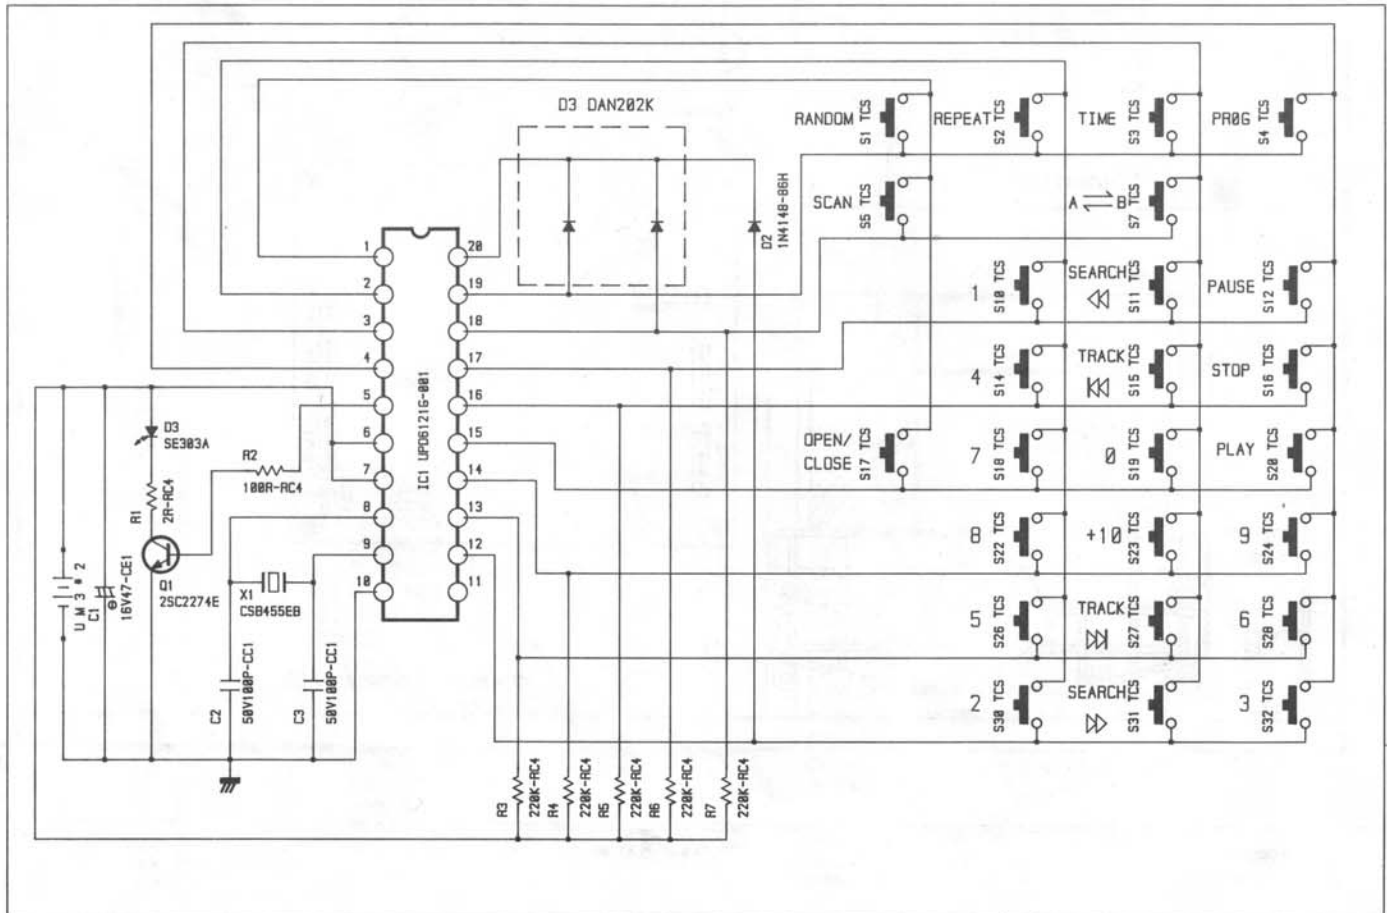 D3 DAN202K
RANDOM
S1 TCS
REPEAT
S2 TCS
TIME
S3 TCS
PR0G
S4 TCS
D2
1N4148-86H
SCAN
S5 TCS
A B
S7 TCS
1
2
3
4
5
6
7
8
9
10
20
19
18
17
16
15
14
13
12
11
IC1 UPD6121G-001
1
S10 TCS
SEARCH
S11 TCS
PAUSE
S12 TCS
4
S14 TCS
TRACK
S15 TCS
STOP
S16 TCS
OPEN/
CLOSE
S17 TCS
7
S18 TCS
0
S19 TCS
PLAY
S20 TCS
8
S22 TCS
+10
S23 TCS
9
S24 TCS
5
S26 TCS
TRACK
S27 TCS
6
S28 TCS
2
S30 TCS
SEARCH
S31 TCS
3
S32 TCS
D3
SE303A
R1
2R-RC4
R2
100R-RC4
Q1
2SC2274E
X1
CSB455EB
U M 3 * 2
C1
16V47-CE1
C2
50V100P-CC1
C3
50V100P-CC1
R3
220K-RC4
R4
220K-RC4
R5
220K-RC4
R6
220K-RC4
R7
220K-RC4